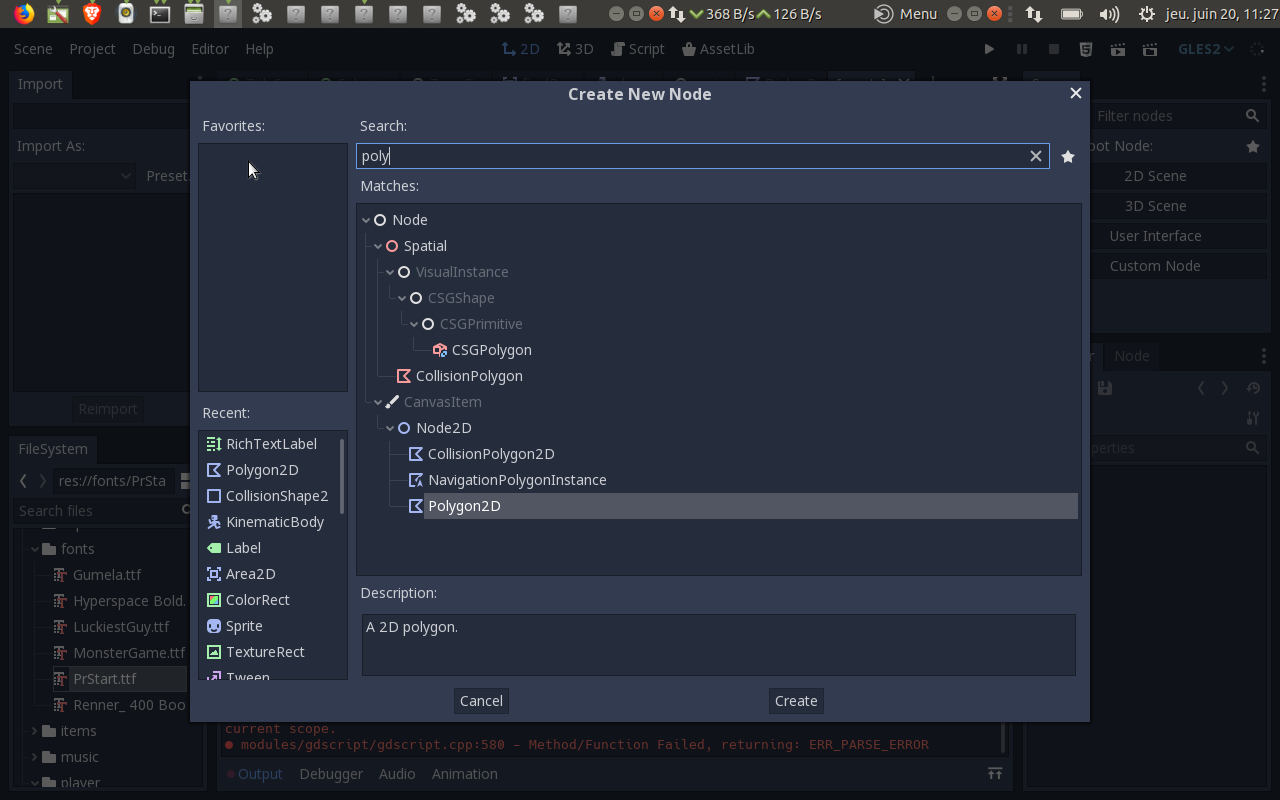 368 B/s 126 B/s Menu jeu. juin 20, 11:27
Scene Project Debug Editor Help 2D 3D Script AssetLib GLES2
Import
Import As:
Preset.
Reimport
FileSystem
res://fonts/PrSta
Search files
fonts
Gumela.ttf
Hyperspace Bold.
LuckiestGuy.ttf
MonsterGame.ttf
PrStart.ttf
Renner_ 400 Boo
items
music
player
Create New Node
Favorites:
Recent:
RichTextLabel
Polygon2D
CollisionShape2
KinematicBody
Label
Area2D
ColorRect
Sprite
TextureRect
Tween
Search:
poly
Matches:
Node
Spatial
VisualInstance
CSGShape
CSGPrimitive
CSGPolygon
CollisionPolygon
CanvasItem
Node2D
CollisionPolygon2D
NavigationPolygonInstance
Polygon2D
Description:
A 2D polygon.
Cancel Create
current scope.
modules/gdscript/gdscript.cpp:580 - Method/Function Failed, returning: ERR_PARSE_ERROR
Output Debugger Audio Animation
Filter nodes
oot Node:
2D Scene
3D Scene
User Interface
Custom Node
Node
perties